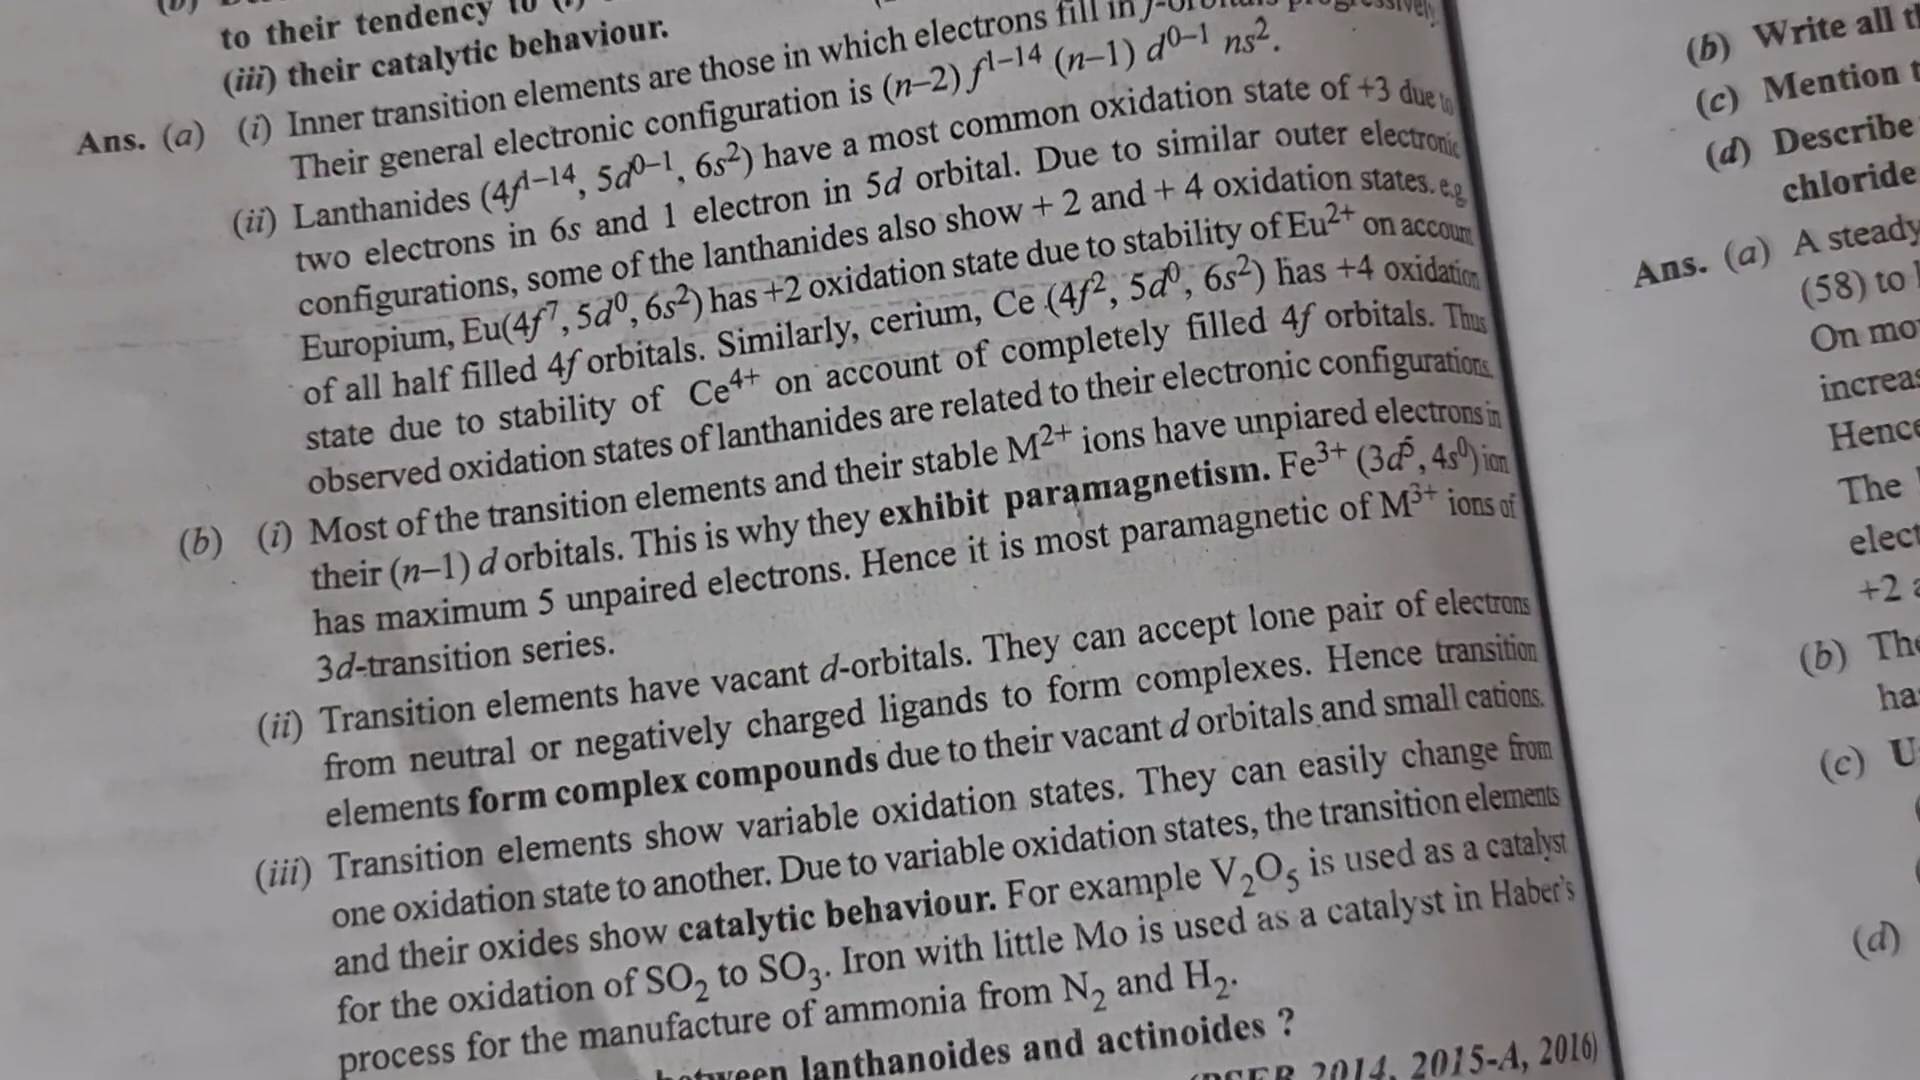 to their tendency to
(iii) their catalytic behaviour.
Ans. (a) (i) Inner transition elements are those in which electrons fill in f-orbitals progressively.
Their general electronic configuration is (n–2) f¹⁻¹⁴ (n–1) d⁰⁻¹ ns².
(ii) Lanthanides (4f¹⁻¹⁴, 5d⁰⁻¹, 6s²) have a most common oxidation state of +3 due to
two electrons in 6s and 1 electron in 5d orbital. Due to similar outer electronic
configurations, some of the lanthanides also show + 2 and + 4 oxidation states. e.g.
Europium, Eu(4f⁷, 5d⁰, 6s²) has +2 oxidation state due to stability of Eu²⁺ on account
of all half filled 4f orbitals. Similarly, cerium, Ce (4f², 5d⁰, 6s²) has +4 oxidation
state due to stability of Ce⁴⁺ on account of completely filled 4f orbitals. Thus
observed oxidation states of lanthanides are related to their electronic configurations.
(b) (i) Most of the transition elements and their stable M²⁺ ions have unpiared electrons in
their (n–1) d orbitals. This is why they exhibit paramagnetism. Fe³⁺ (3d⁵, 4s⁰) ion
has maximum 5 unpaired electrons. Hence it is most paramagnetic of M³⁺ ions of
3d-transition series.
(ii) Transition elements have vacant d-orbitals. They can accept lone pair of electrons
from neutral or negatively charged ligands to form complexes. Hence transition
elements form complex compounds due to their vacant d orbitals and small cations.
(iii) Transition elements show variable oxidation states. They can easily change from
one oxidation state to another. Due to variable oxidation states, the transition elements
and their oxides show catalytic behaviour. For example V₂O₅ is used as a catalyst
for the oxidation of SO₂ to SO₃. Iron with little Mo is used as a catalyst in Haber's
process for the manufacture of ammonia from N₂ and H₂.
between lanthanoides and actinoides ?
2014, 2015-A, 2016)
(b) Write all
(c) Mention
(d) Describe
chloride
Ans. (a) A steady
(58) to
On
increas
Hence
The
elect
+2
(b) The
ha
(c) U
(d)